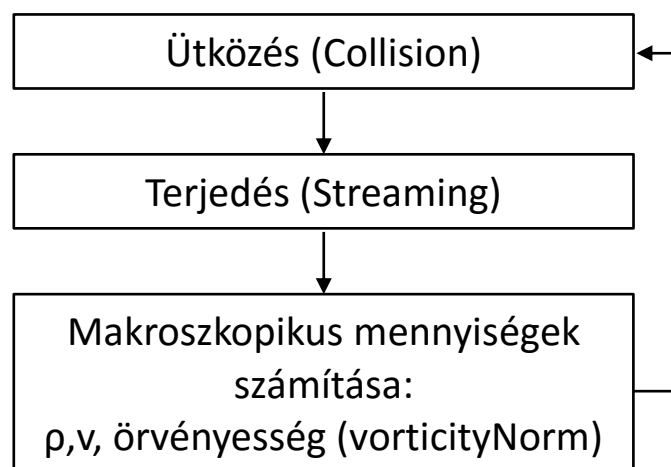 Ütközés (Collision)
Terjedés (Streaming)
Makroszkopikus mennyiségek
számítása:
ρ,v, örvényesség (vorticityNorm)